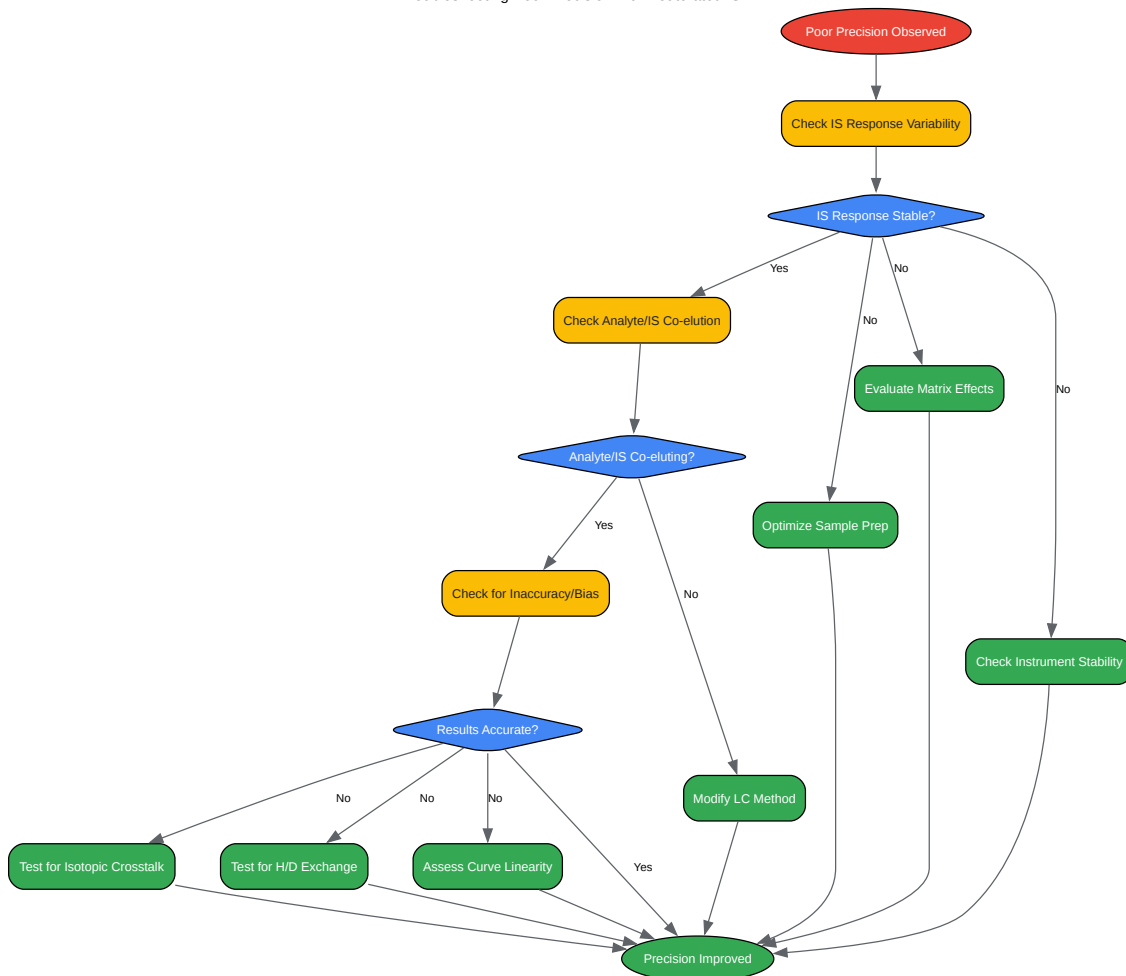 Poor Precision Observed
Check IS Response Variability
IS Response Stable?
Yes
No
No
No
Check Analyte/IS Co-elution
Evaluate Matrix Effects
Analyte/IS Co-eluting?
Optimize Sample Prep
Yes
No
Check for Inaccuracy/Bias
Check Instrument Stability
Results Accurate?
Modify LC Method
No
No
No
Yes
Test for Isotopic Crosstalk
Test for H/D Exchange
Assess Curve Linearity
Precision Improved